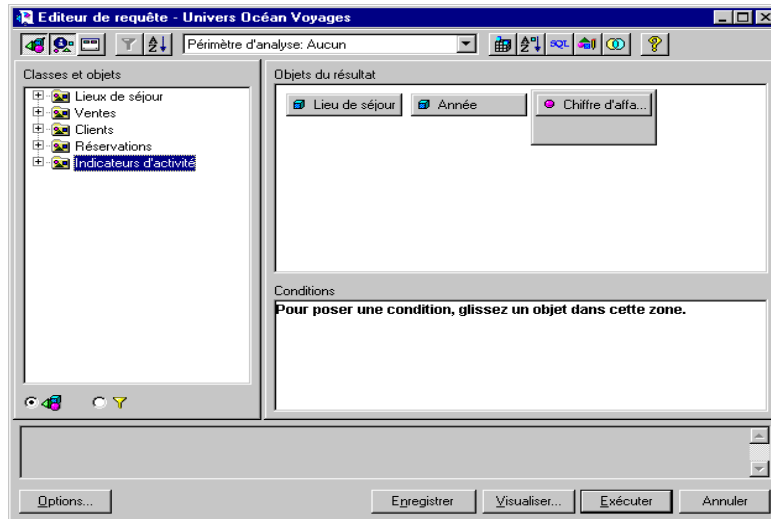 Editeur de requête - Univers Océan Voyages
Périmètre d'analyse: Aucun
SQL
?
Classes et objets
Lieux de séjour
Ventes
Clients
Réservations
Indicateurs d'activité
Objets du résultat
Lieu de séjour Année Chiffre d'affa...
Conditions
Pour poser une condition, glissez un objet dans cette zone.
Options... Enregistrer Visualiser... Exécuter Annuler